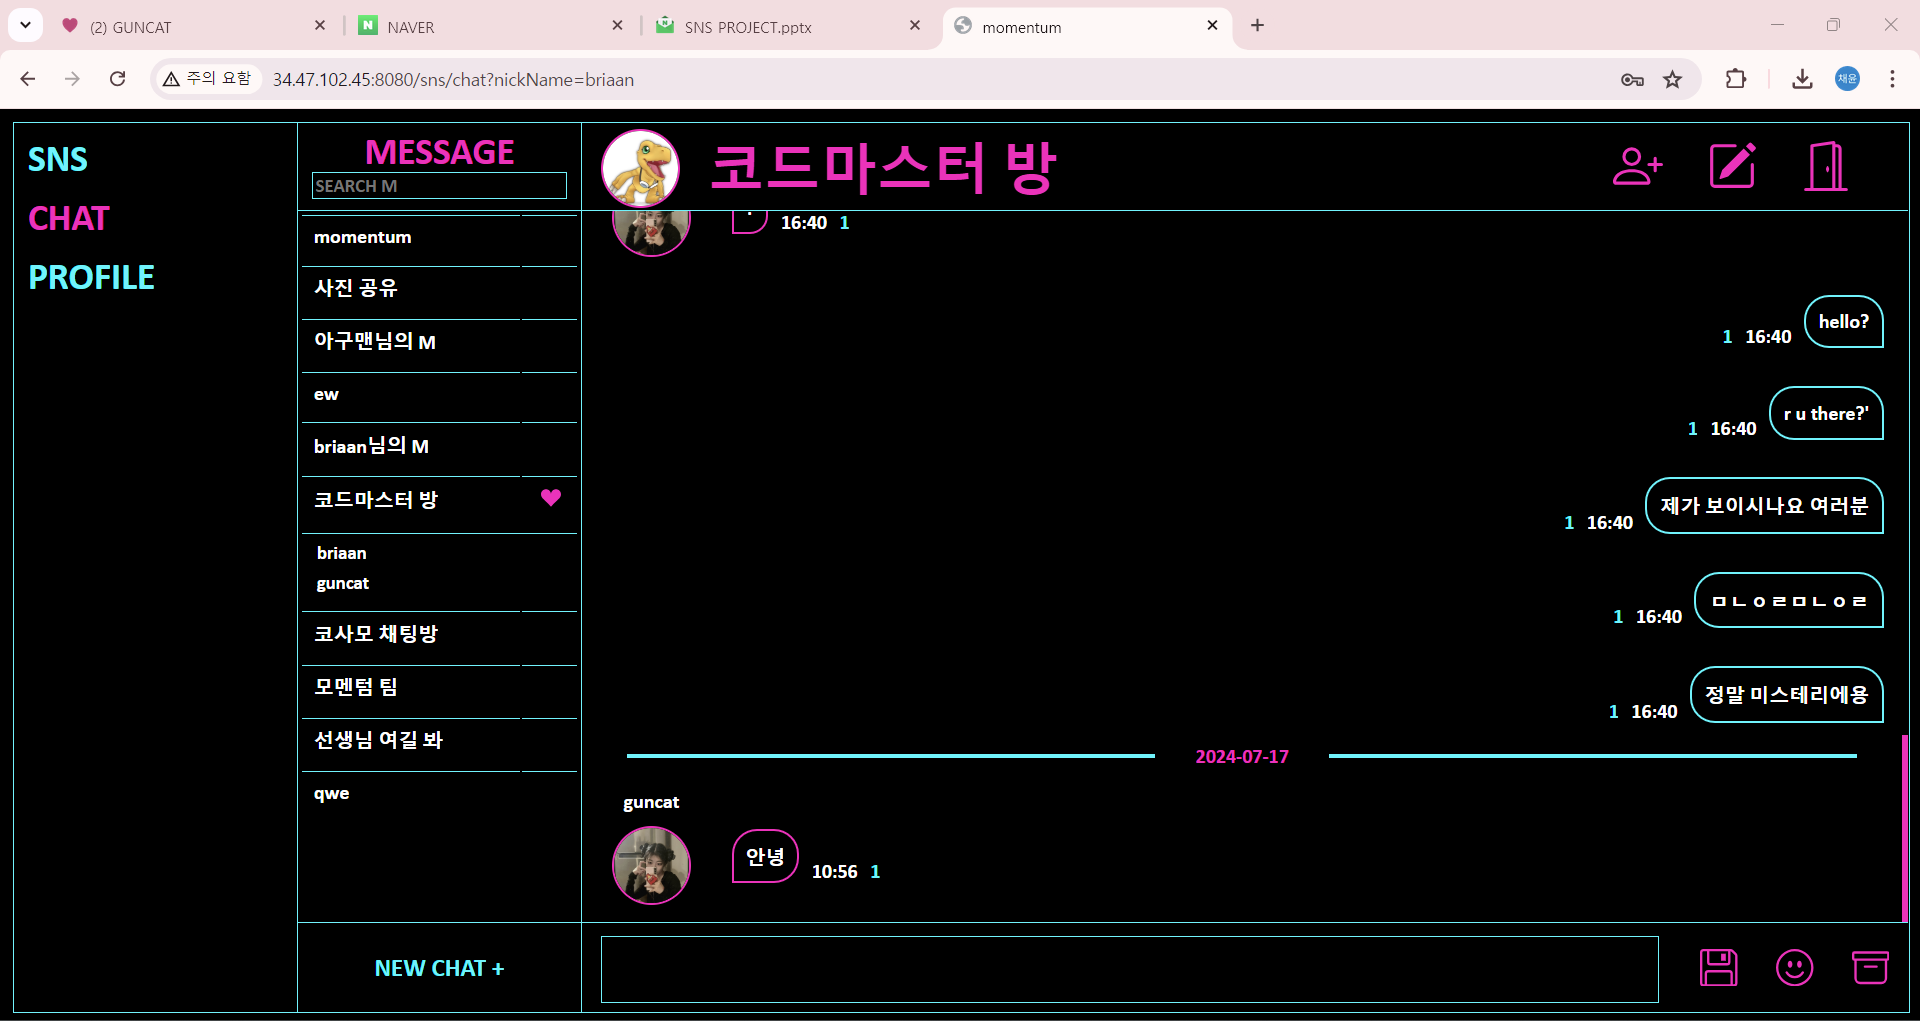 (2) GUNCAT
NAVER
SNS PROJECT.pptx
momentum
주의 요함
34.47.102.45:8080/sns/chat?nickName=briaan
채윤
SNS
CHAT
PROFILE
MESSAGE
SEARCH M
momentum
사진 공유
아구맨님의 M
ew
briaan님의 M
코드마스터 방
briaan
guncat
코사모 채팅방
모멘텀 팀
선생님 여길 봐
qwe
NEW CHAT +
코드마스터 방
16:40 1
1 16:40 hello?
1 16:40 r u there?'
1 16:40 제가 보이시나요 여러분
1 16:40 ㅁㄴㅇㄹㅁㄴㅇㄹ
1 16:40 정말 미스테리에용
2024-07-17
guncat
안녕 10:56 1